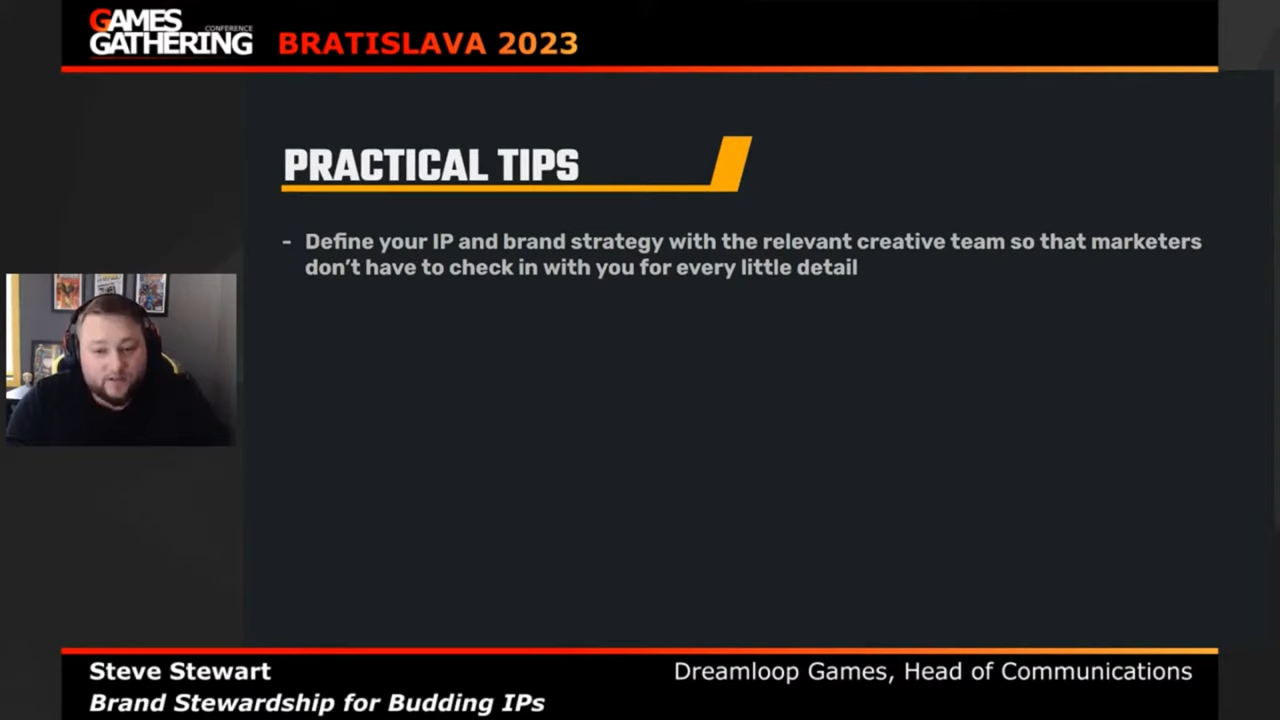 GAMES
CONFERENCE
GATHERING
BRATISLAVA 2023
PRACTICAL TIPS
- Define your IP and brand strategy with the relevant creative team so that marketers
don't have to check in with you for every little detail
Steve Stewart
Dreamloop Games, Head of Communications
Brand Stewardship for Budding IPs